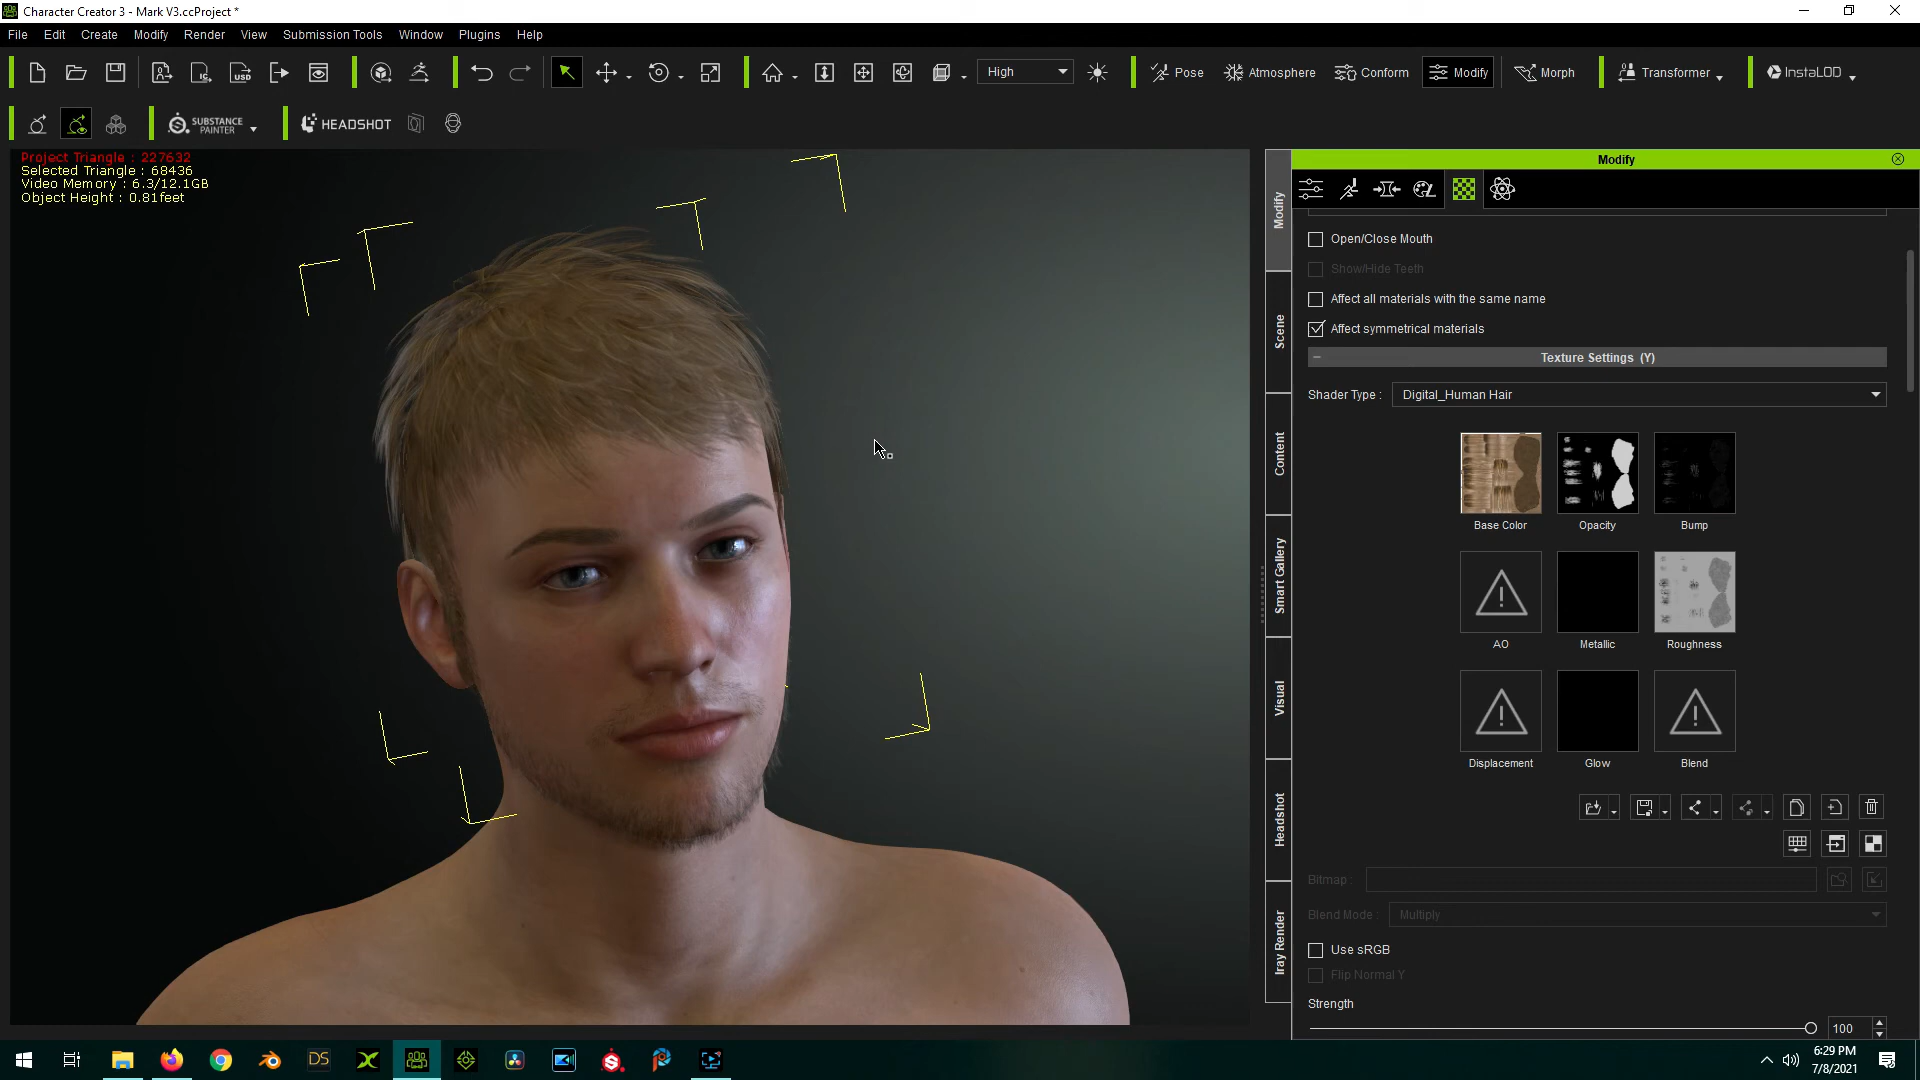 Character Creator 3 - Mark V3.ccProject *
File Edit Create Modify Render View Submission Tools Window Plugins Help
High Pose Atmosphere Conform Modify Morph Transformer InstaLOD
SUBSTANCE PAINTER HEADSHOT
Project Triangle : 227632
Selected Triangle : 68436
Video Memory : 6.3/12.1GB
Object Height : 0.81feet
Modify
Scene
Content
Smart Gallery
Visual
Headshot
Iray Render
Modify
Open/Close Mouth
Show/Hide Teeth
Affect all materials with the same name
Affect symmetrical materials
Texture Settings (Y)
Shader Type : Digital_Human Hair
Base Color Opacity Bump
AO Metallic Roughness
Displacement Glow Blend
Bitmap :
Blend Mode : Multiply
Use sRGB
Flip Normal Y
Strength
100
DS
6:29 PM
7/8/2021